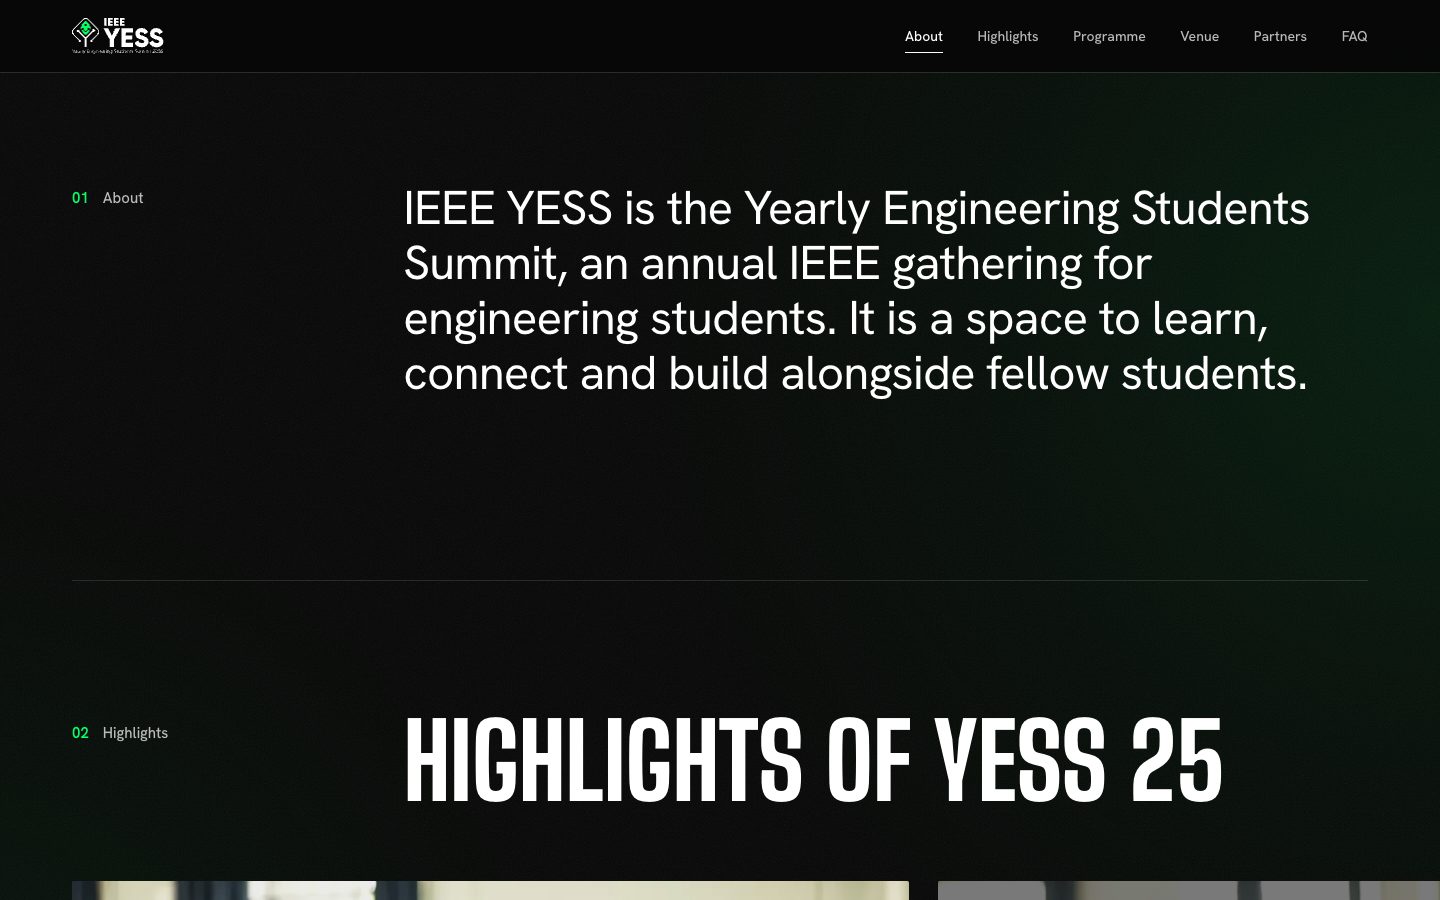 IEEE
YESS
About
Highlights
Programme
Venue
Partners
FAQ
01 About
IEEE YESS is the Yearly Engineering Students
Summit, an annual IEEE gathering for
engineering students. It is a space to learn,
connect and build alongside fellow students.
02 Highlights
HIGHLIGHTS OF YESS 25